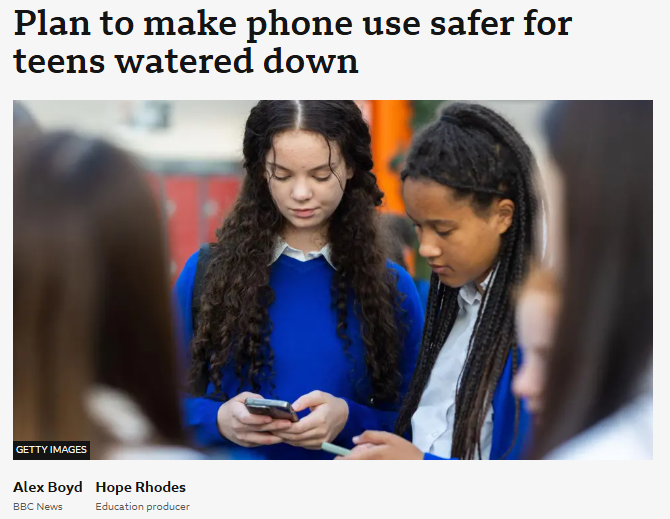 Plan to make phone use safer for
teens watered down
GETTY IMAGES
Alex Boyd Hope Rhodes
BBC News Education producer